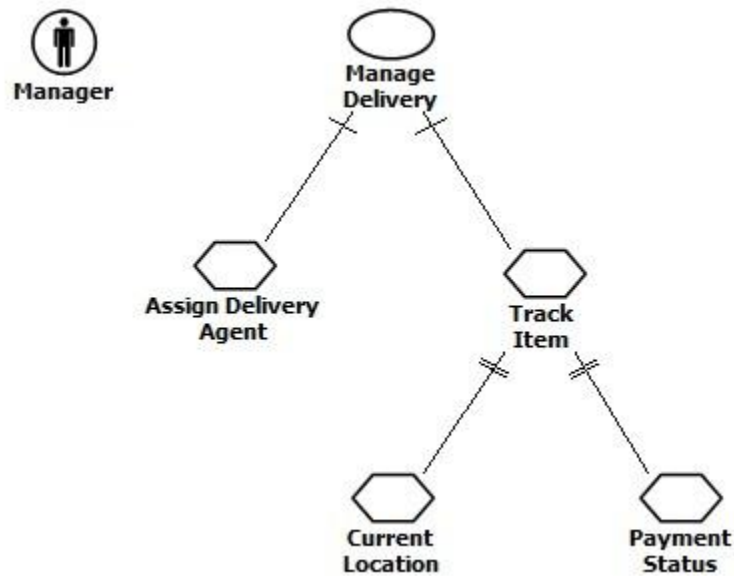 Manager
Manage
Delivery
Assign Delivery
Agent
Track
Item
Current
Location
Payment
Status